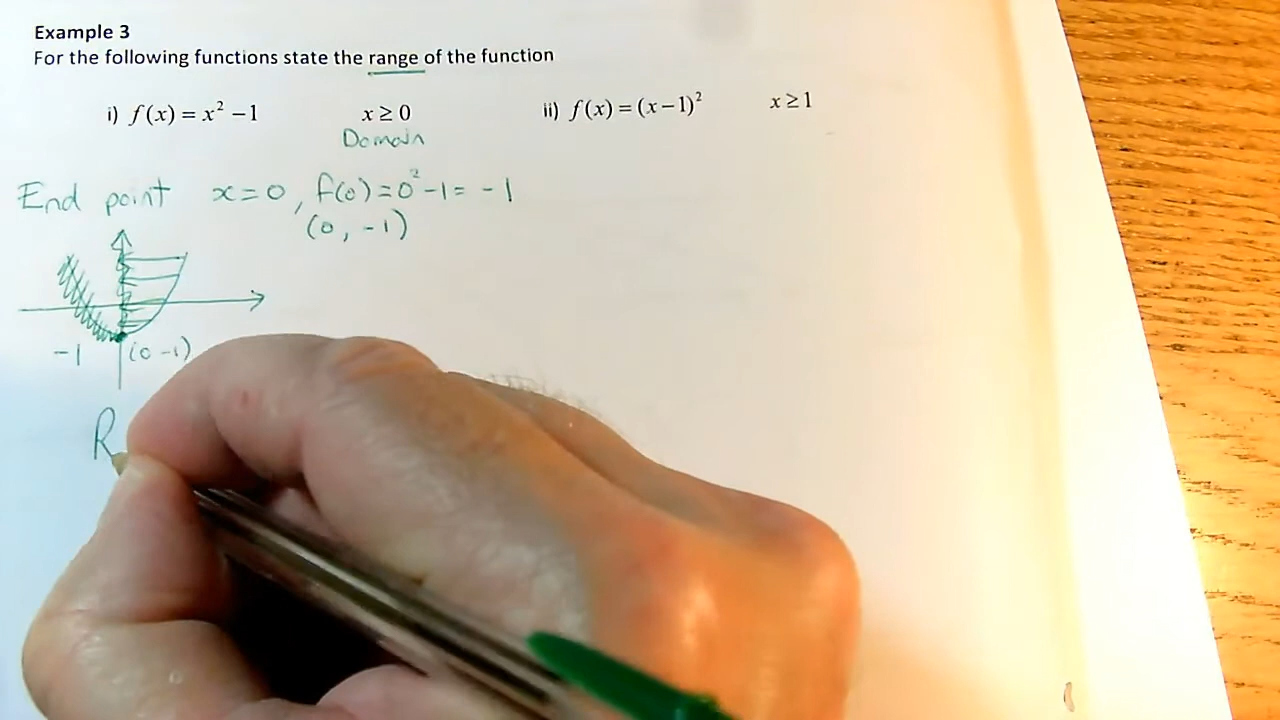 Example 3
For the following functions state the range of the function
i) f(x) = x² − 1 x ≥ 0 ii) f(x) = (x − 1)² x ≥ 1
Domain
End point x = 0, f(0) = 0² − 1 = −1
(0, −1)
−1 (0 −1)
R